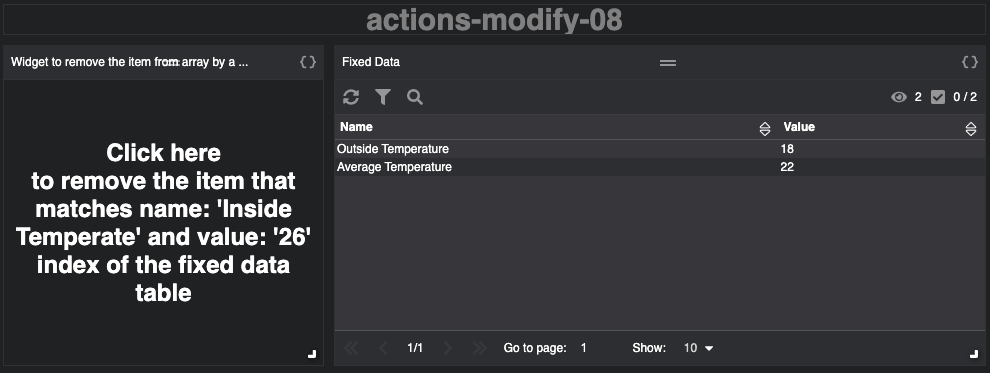 actions-modify-08
Widget to remove the item from array by a ...
Fixed Data
2 0 / 2
Name Value
Outside Temperature 18
Average Temperature 22
Click here
to remove the item that
matches name: 'Inside
Temperate' and value: '26'
index of the fixed data
table
1/1 Go to page: 1 Show: 10